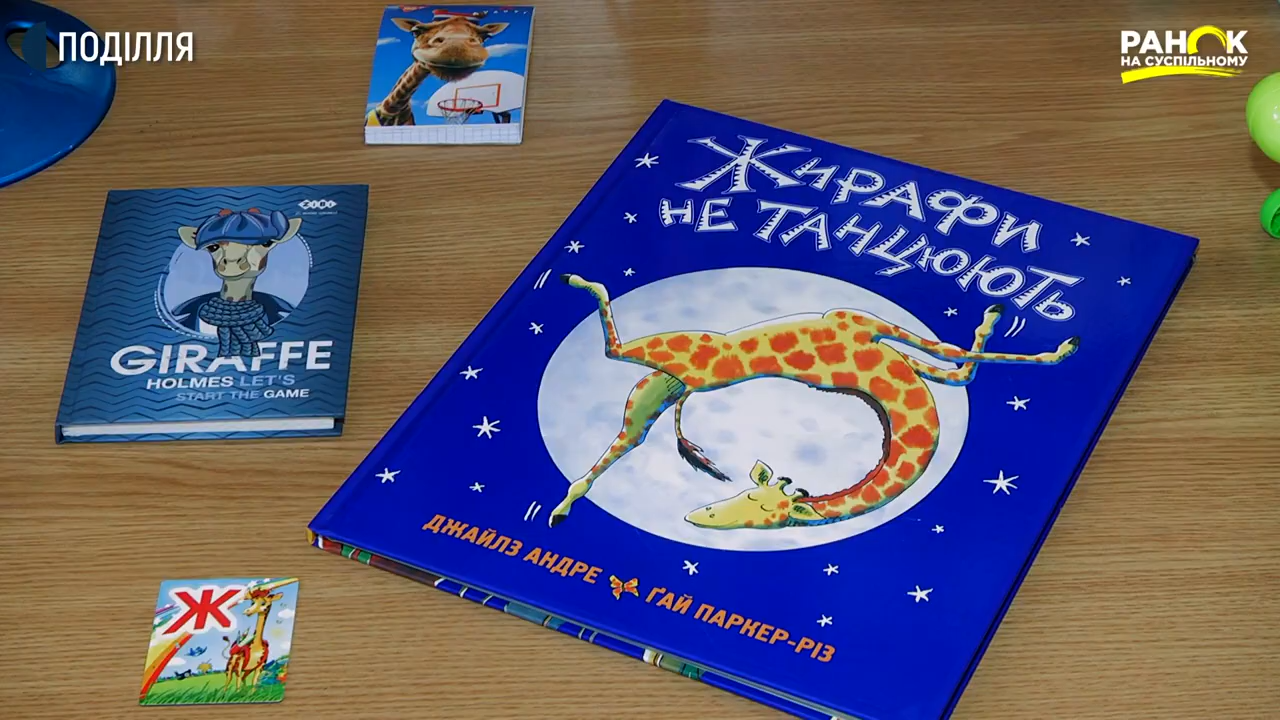 ПОДІЛЛЯ
РАНОК
НА СУСПІЛЬНОМУ
ZiBi
GIRAFFE
HOLMES LET'S
START THE GAME
ЖИРАФИ
НЕ ТАНЦЮЮТЬ
ДЖАЙЛЗ АНДРЕ ҐАЙ ПАРКЕР-РІЗ
Ж